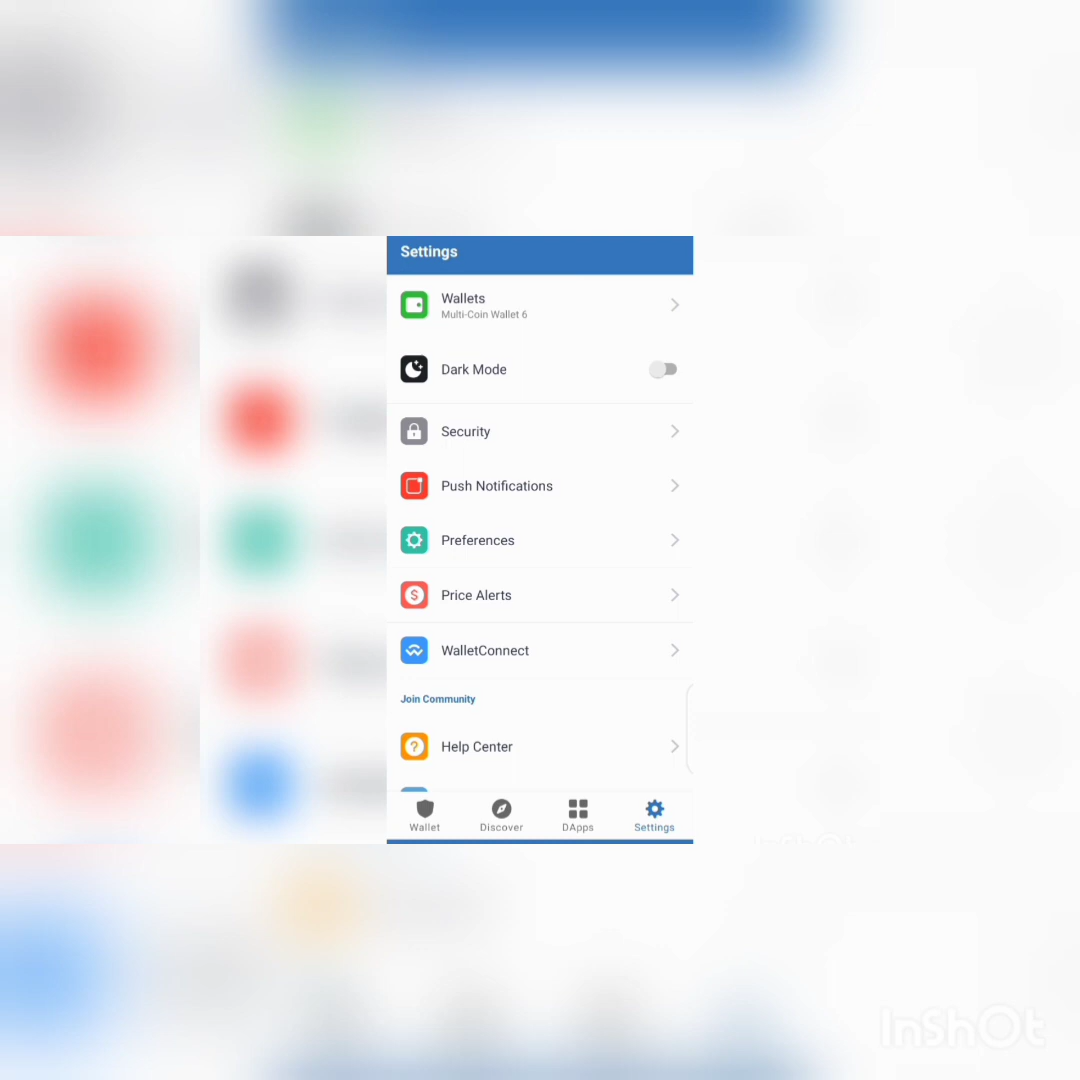 Settings
Wallets
Multi-Coin Wallet 6
Dark Mode
Security
Push Notifications
Preferences
Price Alerts
WalletConnect
Join Community
Help Center
Wallet
Discover
DApps
Settings
InShOt